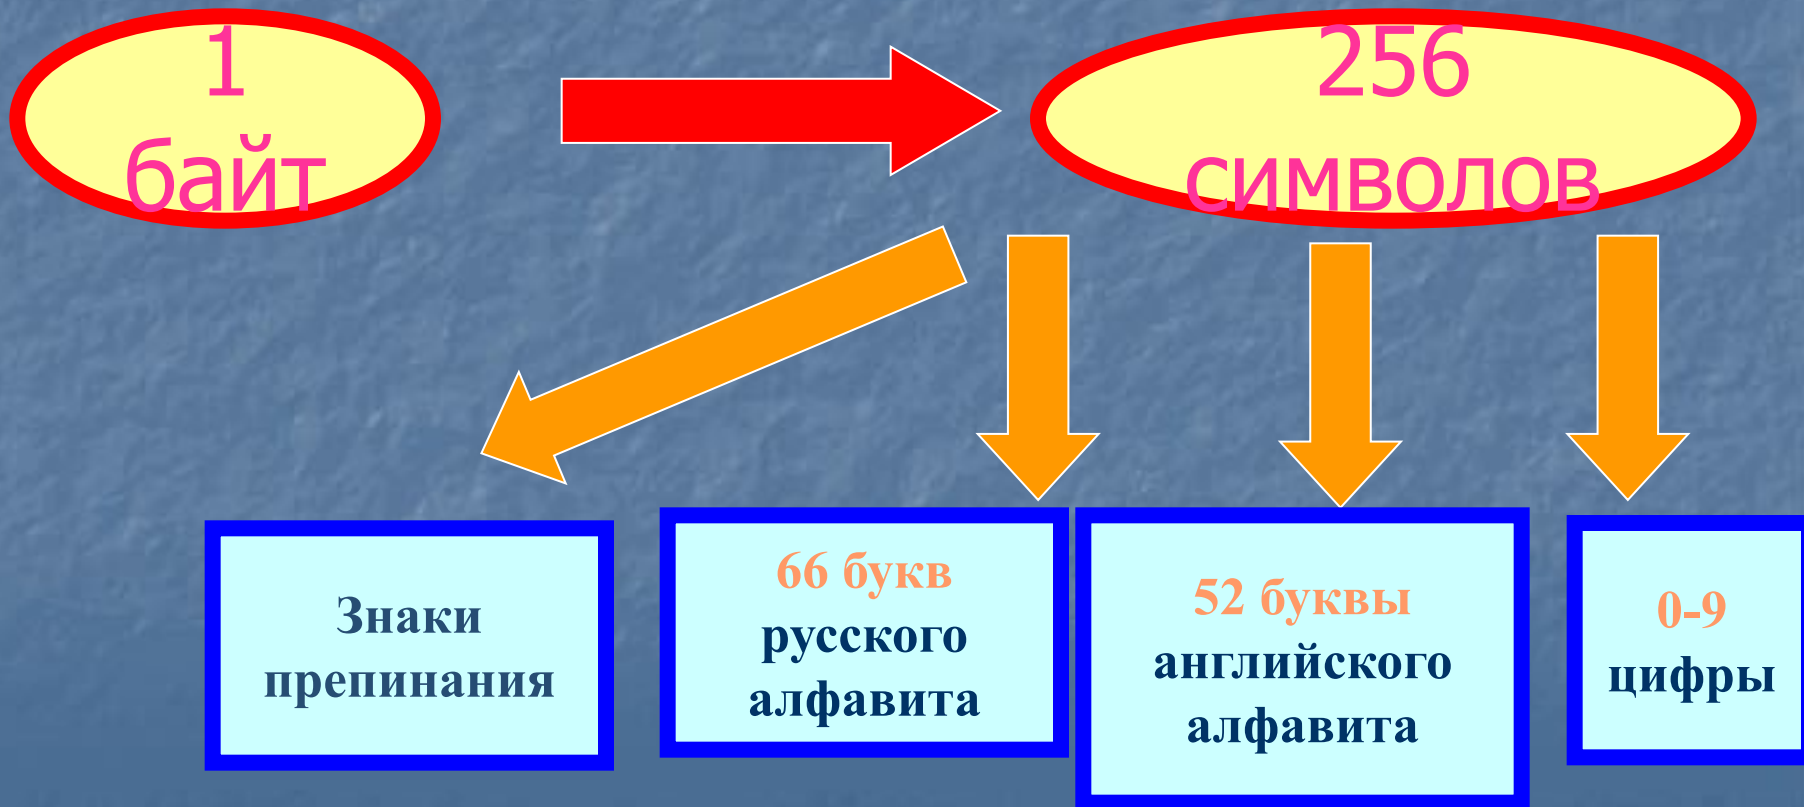 1
байт
256
символов
Знаки
препинания
66 букв
русского
алфавита
52 буквы
английского
алфавита
0-9
цифры